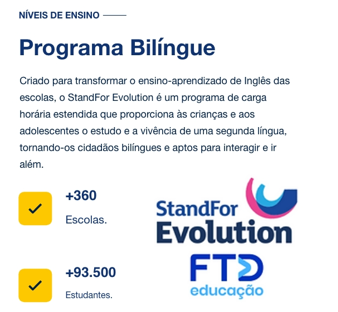 NÍVEIS DE ENSINO
Programa Bilíngue
Criado para transformar o ensino-aprendizado de Inglês das
escolas, o StandFor Evolution é um programa de carga
horária estendida que proporciona às crianças e aos
adolescentes o estudo e a vivência de uma segunda língua,
tornando-os cidadãos bilíngues e aptos para interagir e ir
além.
+360
Escolas.
StandFor
Evolution
FTD
educação
+93.500
Estudantes.